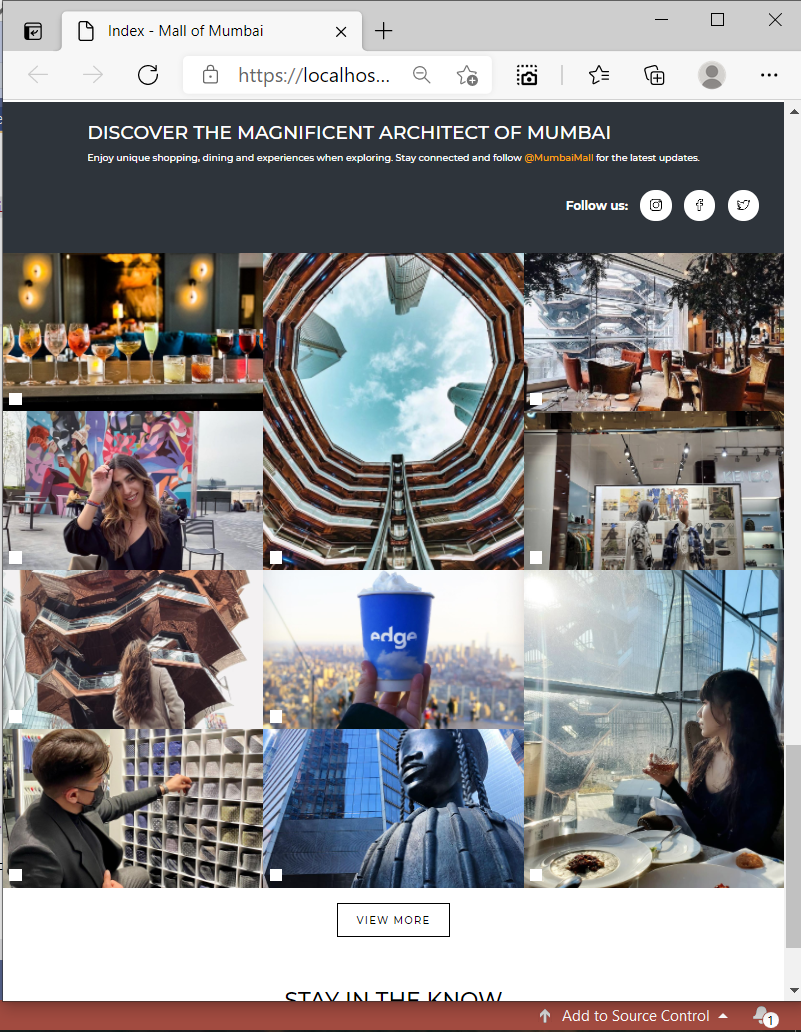 Index - Mall of Mumbai
https://localhos...
DISCOVER THE MAGNIFICENT ARCHITECT OF MUMBAI
Enjoy unique shopping, dining and experiences when exploring. Stay connected and follow @MumbaiMall for the latest updates.
Follow us:
edge
VIEW MORE
STAY IN THE KNOW
Add to Source Control
1